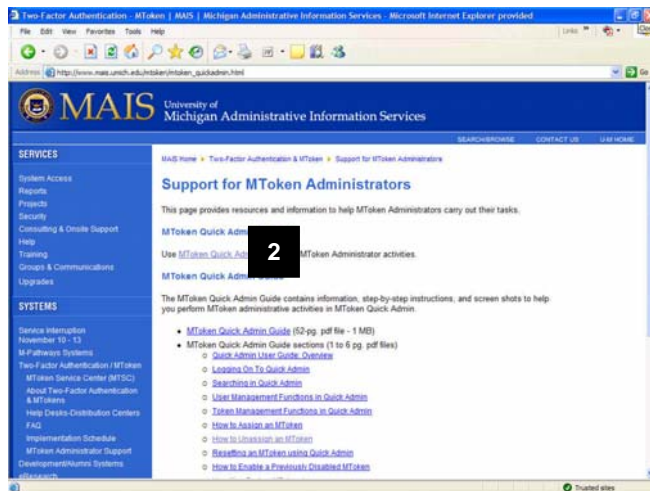 Two-Factor Authentication - MToken | MAIS | Michigan Administrative Information Services - Microsoft Internet Explorer provided
File Edit View Favorites Tools Help
Links
Address http://www.mais.umich.edu/mtoken/mtoken_quickadmin.html Go
MAIS University of
Michigan Administrative Information Services
SEARCH/BROWSE CONTACT US U-M HOME
SERVICES
System Access
Reports
Projects
Security
Consulting & Onsite Support
Help
Training
Groups & Communications
Upgrades
SYSTEMS
Service Interruption
November 10 - 13
M-Pathways Systems
Two-Factor Authentication / MToken
MToken Service Center (MTSC)
About Two-Factor Authentication
& MTokens
Help Desks-Distribution Centers
FAQ
Implementation Schedule
MToken Administrator Support
Development/Alumni Systems
eResearch
MAIS Home Two-Factor Authentication & MToken Support for MToken Administrators
Support for MToken Administrators
This page provides resources and information to help MToken Administrators carry out their tasks.
MToken Quick Adm
Use MToken Quick Ad MToken Administrator activities.
2
MToken Quick Admin Guide
The MToken Quick Admin Guide contains information, step-by-step instructions, and screen shots to help
you perform MToken administrative activities in MToken Quick Admin.
MToken Quick Admin Guide (52-pg. pdf file - 1 MB)
MToken Quick Admin Guide sections (1 to 6 pg. pdf files)
Quick Admin User Guide: Overview
Logging On To Quick Admin
Searching in Quick Admin
User Management Functions in Quick Admin
Token Management Functions in Quick Admin
How to Assign an MToken
How to Unassign an MToken
Resetting an MToken using Quick Admin
How to Enable a Previously Disabled MToken
Trusted sites